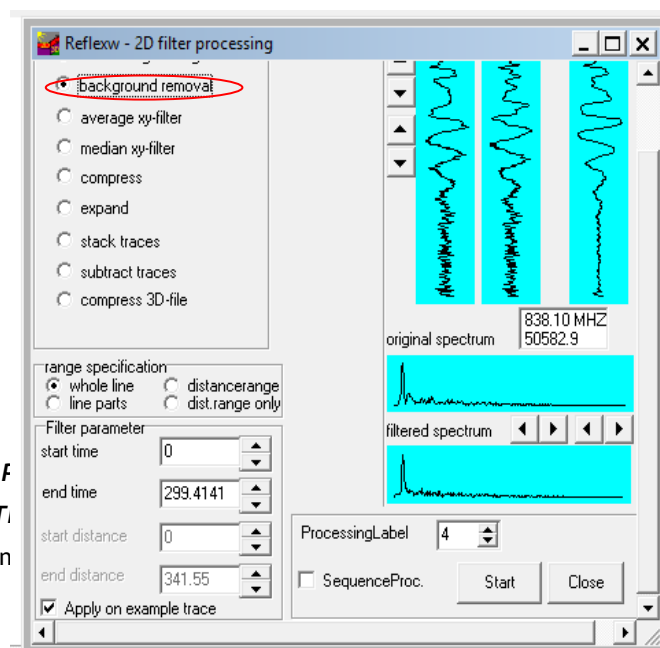 Reflexw - 2D filter processing
background removal
average xy-filter
median xy-filter
compress
expand
stack traces
subtract traces
compress 3D-file
838.10 MHZ
50582.9
original spectrum
filtered spectrum
range specification
whole line
distancerange
line parts
dist.range only
Filter parameter
start time
0
end time
299.4141
start distance
0
end distance
341.55
Apply on example trace
ProcessingLabel
4
SequenceProc.
Start
Close